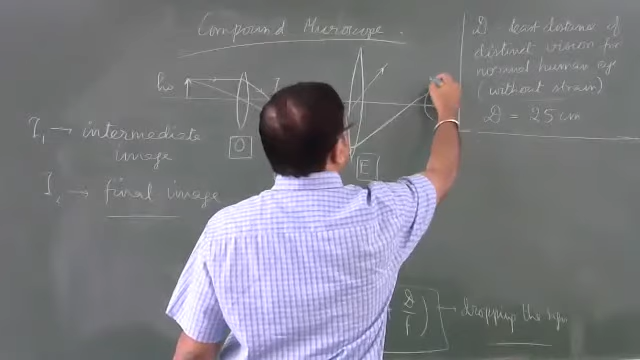 Compound Microscope
D least distance of
distinct vision for
normal human eye
(without strain)
D = 25 cm
h₀
O
E
I₁ → intermediate
image
I₂ → final image
D/f )
→ dropping the sign